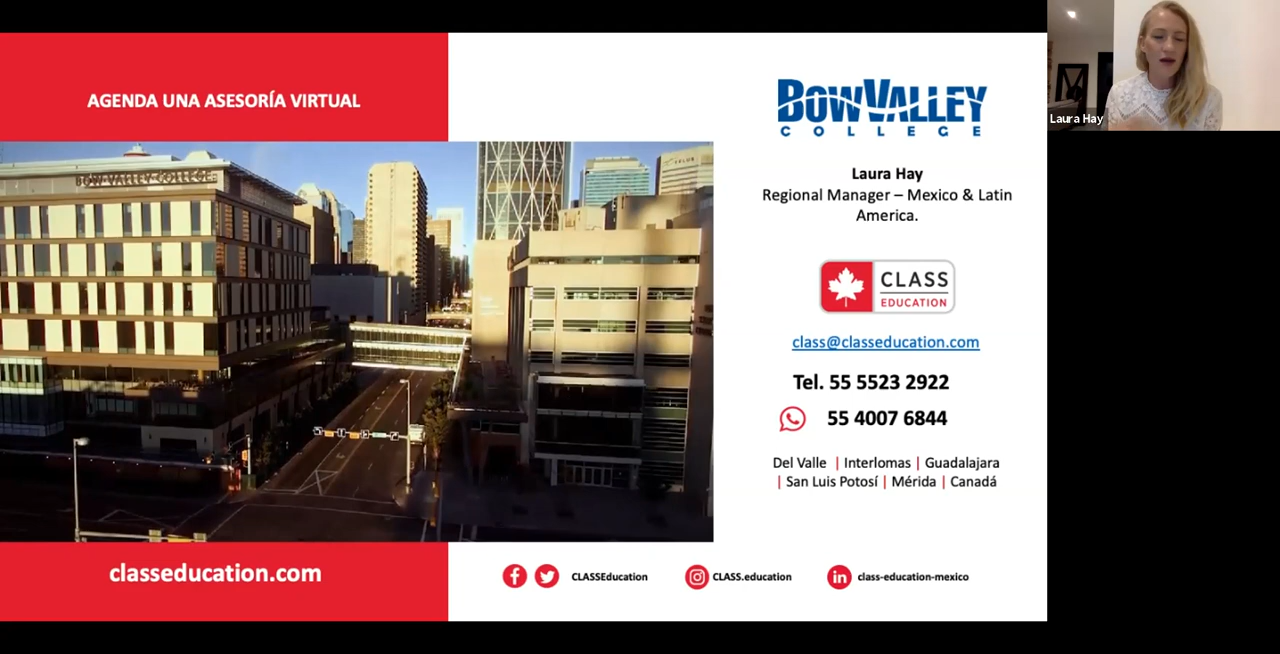 AGENDA UNA ASESORÍA VIRTUAL
BOW VALLEY COLLEGE
BOWVALLEY
COLLEGE
Laura Hay
Regional Manager – Mexico & Latin
America.
CLASS
EDUCATION
class@classeducation.com
Tel. 55 5523 2922
55 4007 6844
Del Valle | Interlomas | Guadalajara
| San Luis Potosí | Mérida | Canadá
classeducation.com
CLASSEducation
CLASS.education
class-education-mexico
Laura Hay